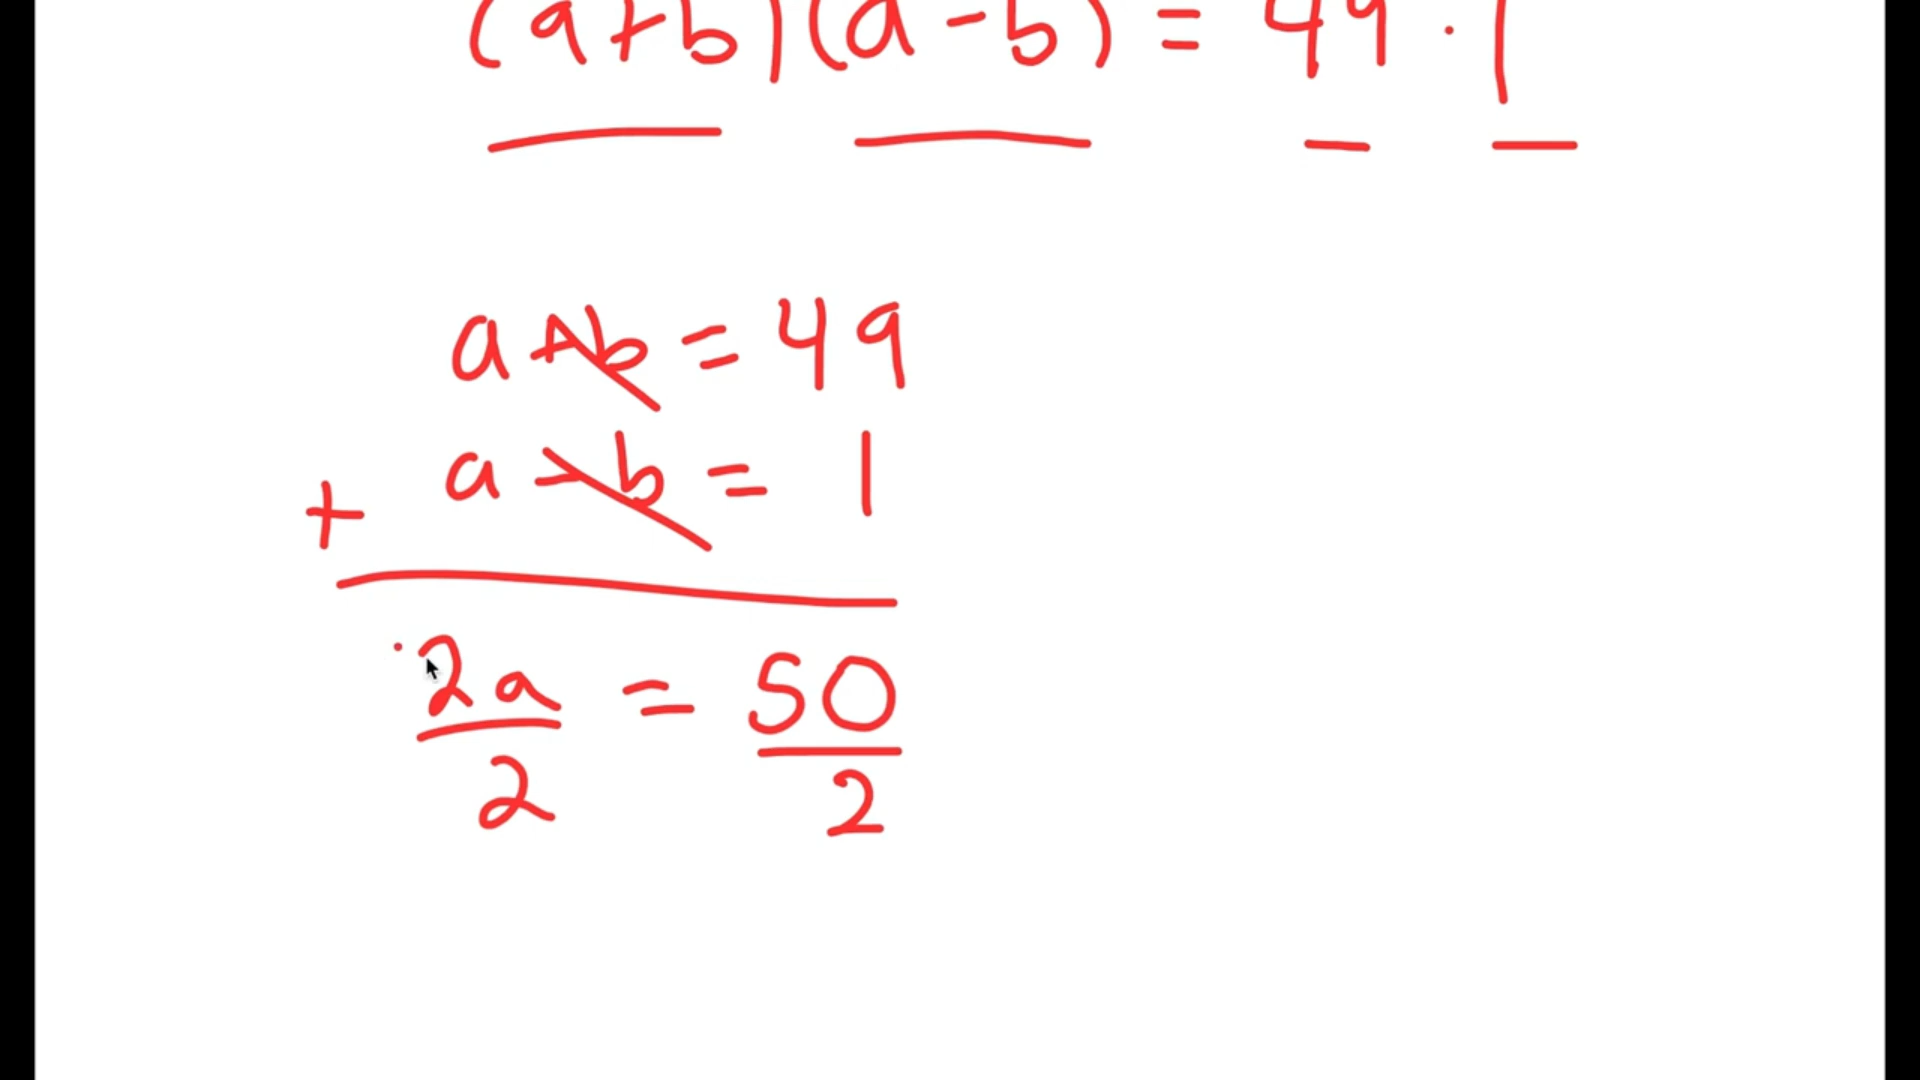 (a+b)(a-b) = 49 · 1
a+b = 49
+ a-b = 1
2a = 50
2 2